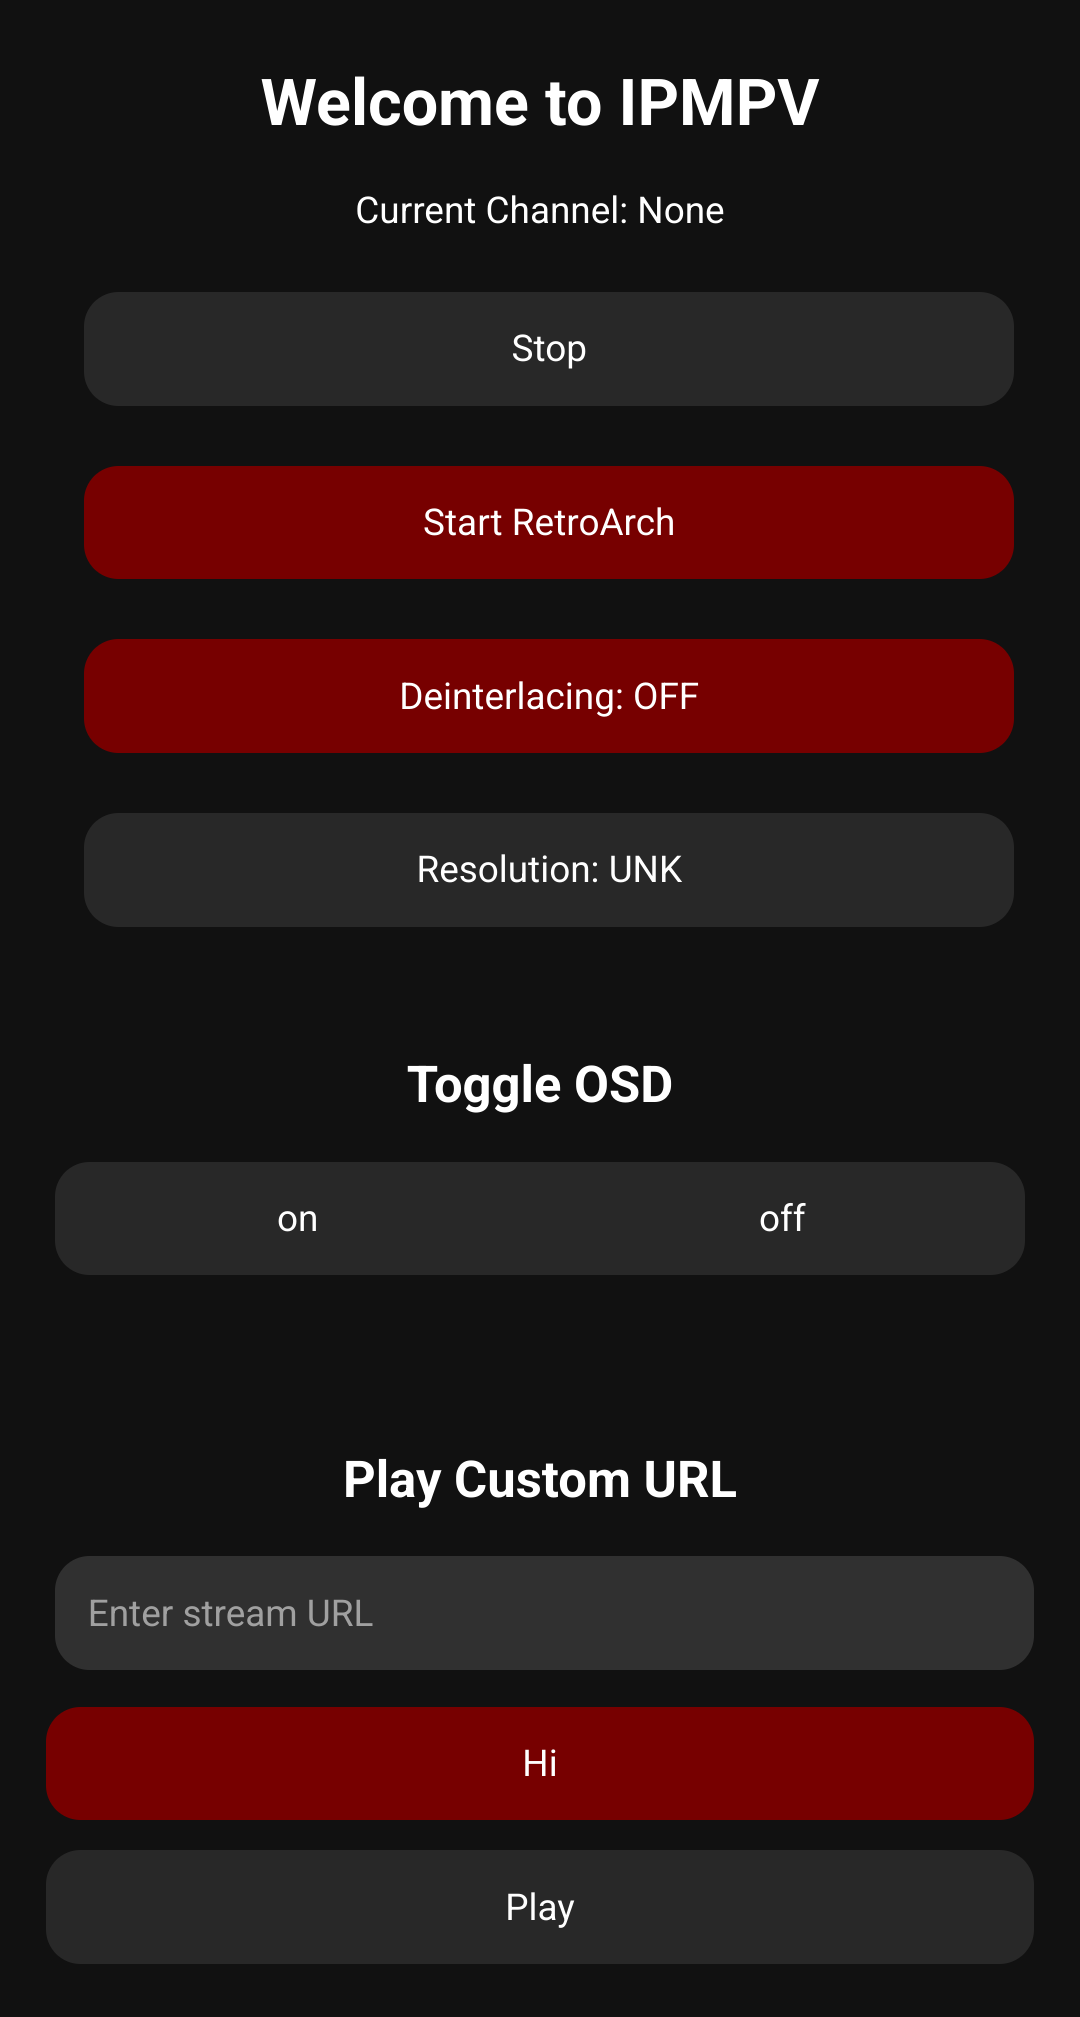 Welcome to IPMPV
Current Channel: None
Stop
Start RetroArch
Deinterlacing: OFF
Resolution: UNK
Toggle OSD
on off
Play Custom URL
Enter stream URL
Hi
Play